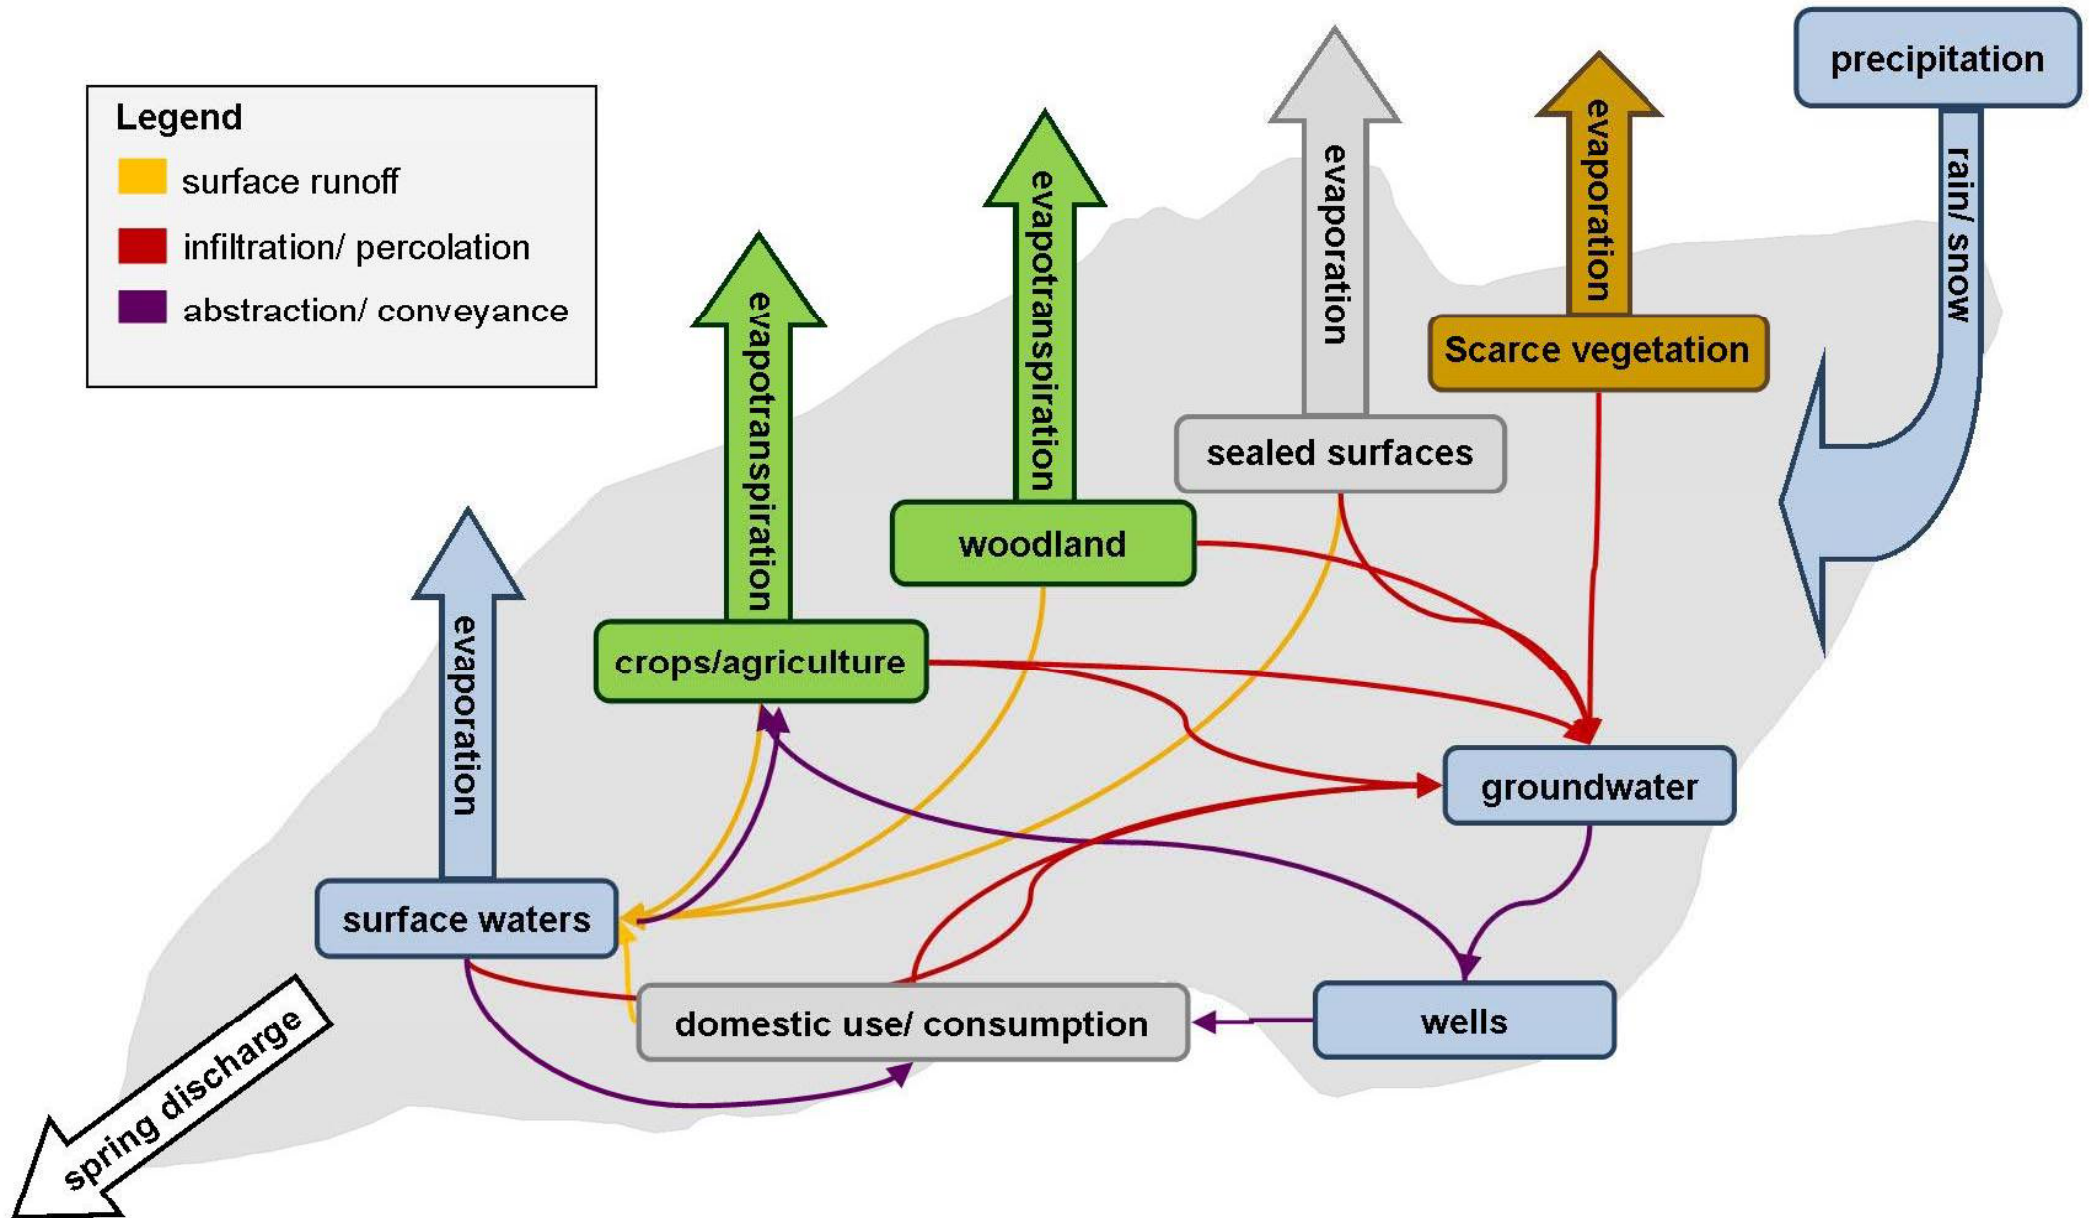 precipitation
Legend
surface runoff
infiltration/ percolation
abstraction/ conveyance
evaporation
evaporation
rain/ snow
evapotranspiration
evapotranspiration
Scarce vegetation
sealed surfaces
woodland
evaporation
crops/agriculture
groundwater
surface waters
domestic use/ consumption
wells
spring discharge